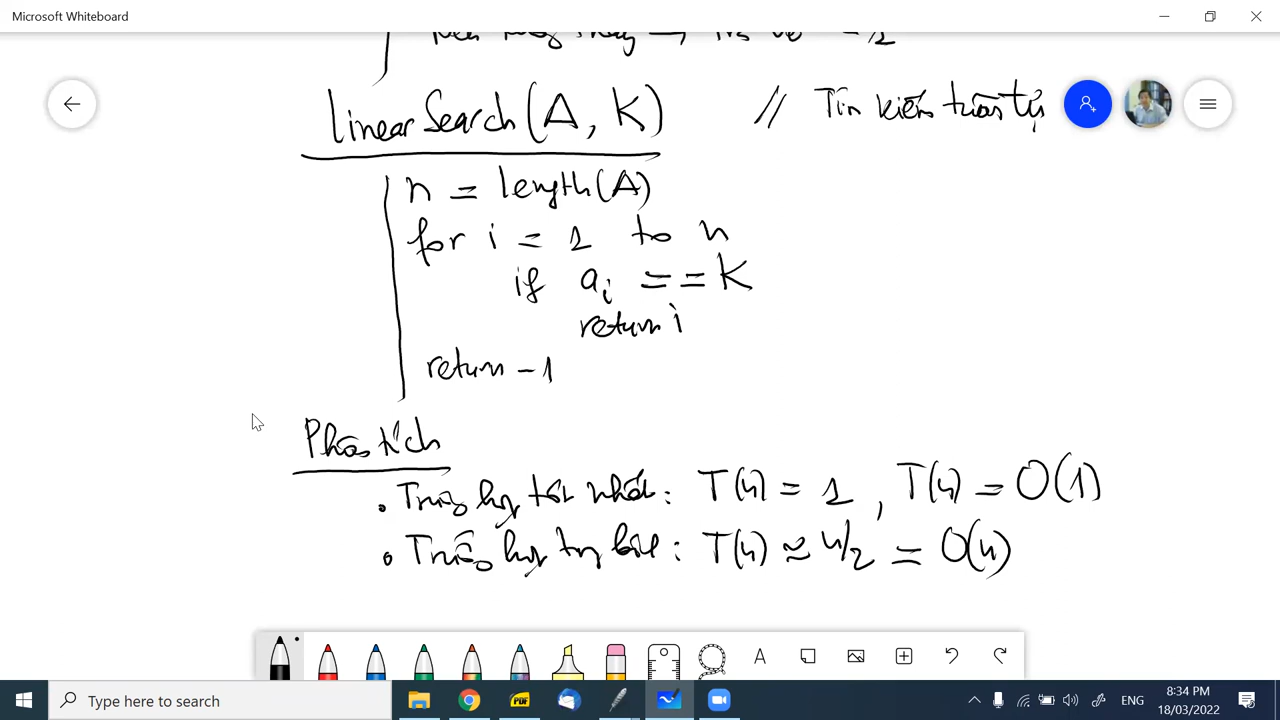 Microsoft Whiteboard
linearSearch(A, K) // Tìm kiếm tuần tự
n = length(A)
for i = 1 to n
if ai == K
return i
return -1
Phân tích
• Trường hợp tốt nhất: T(n) = 1, T(n) = O(1)
• Trường hợp trung bình: T(n) ≈ n/2 = O(n)
A
Type here to search
PDF
ENG
8:34 PM
18/03/2022